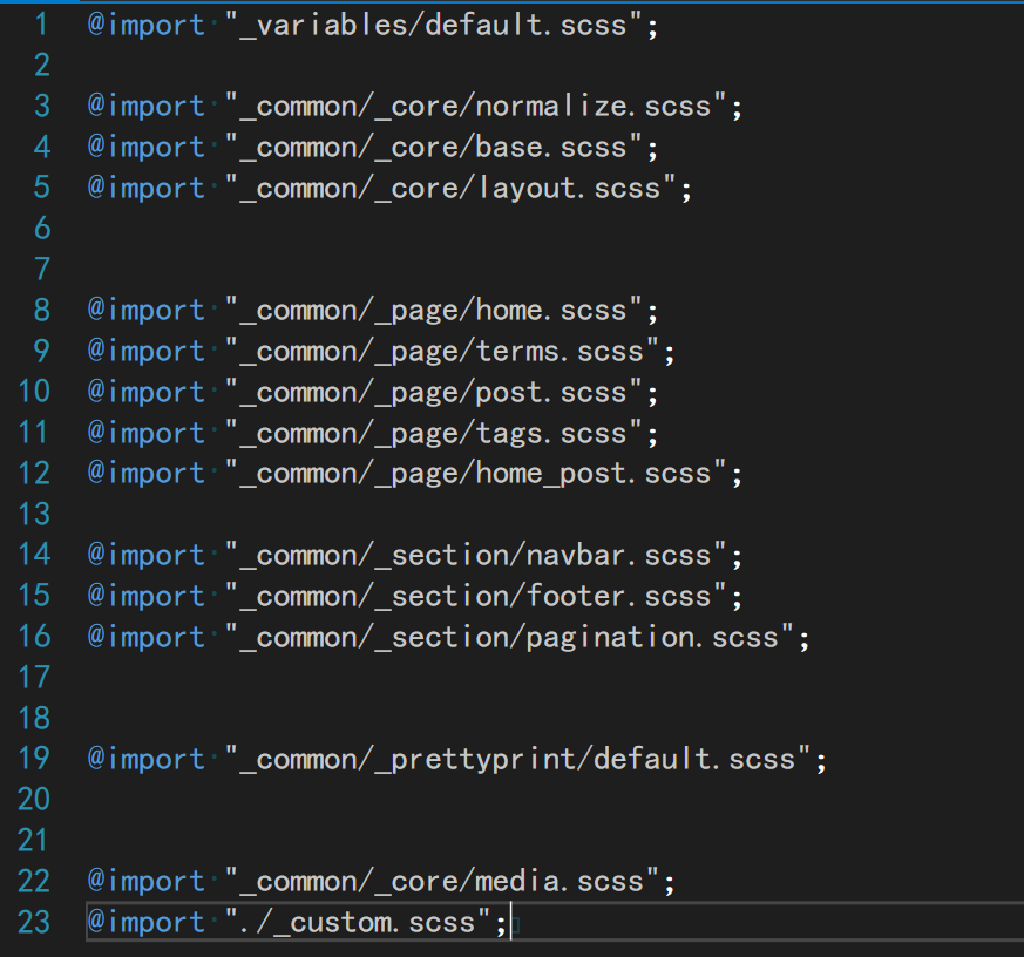 1 @import "_variables/default.scss";
2
3 @import "_common/_core/normalize.scss";
4 @import "_common/_core/base.scss";
5 @import "_common/_core/layout.scss";
6
7
8 @import "_common/_page/home.scss";
9 @import "_common/_page/terms.scss";
10 @import "_common/_page/post.scss";
11 @import "_common/_page/tags.scss";
12 @import "_common/_page/home_post.scss";
13
14 @import "_common/_section/navbar.scss";
15 @import "_common/_section/footer.scss";
16 @import "_common/_section/pagination.scss";
17
18
19 @import "_common/_prettyprint/default.scss";
20
21
22 @import "_common/_core/media.scss";
23 @import "./_custom.scss";